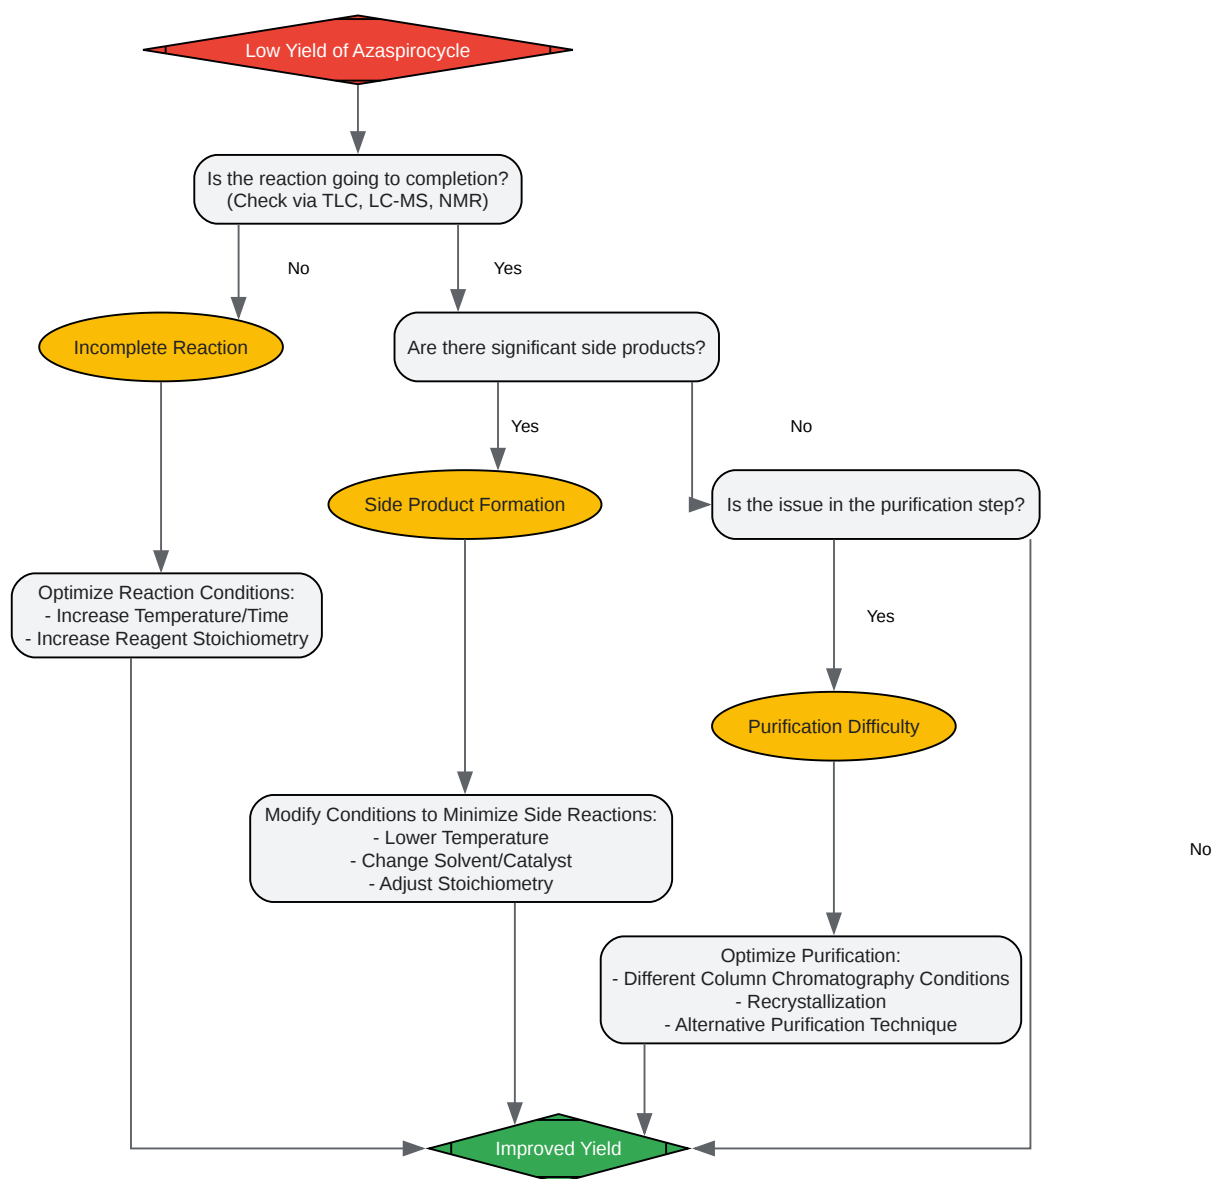 Low Yield of Azaspirocycle
Is the reaction going to completion?
(Check via TLC, LC-MS, NMR)
No
Yes
Incomplete Reaction
Are there significant side products?
Yes
No
Side Product Formation
Is the issue in the purification step?
Optimize Reaction Conditions:
- Increase Temperature/Time
- Increase Reagent Stoichiometry
Yes
Purification Difficulty
Modify Conditions to Minimize Side Reactions:
- Lower Temperature
- Change Solvent/Catalyst
- Adjust Stoichiometry
No
Optimize Purification:
- Different Column Chromatography Conditions
- Recrystallization
- Alternative Purification Technique
Improved Yield